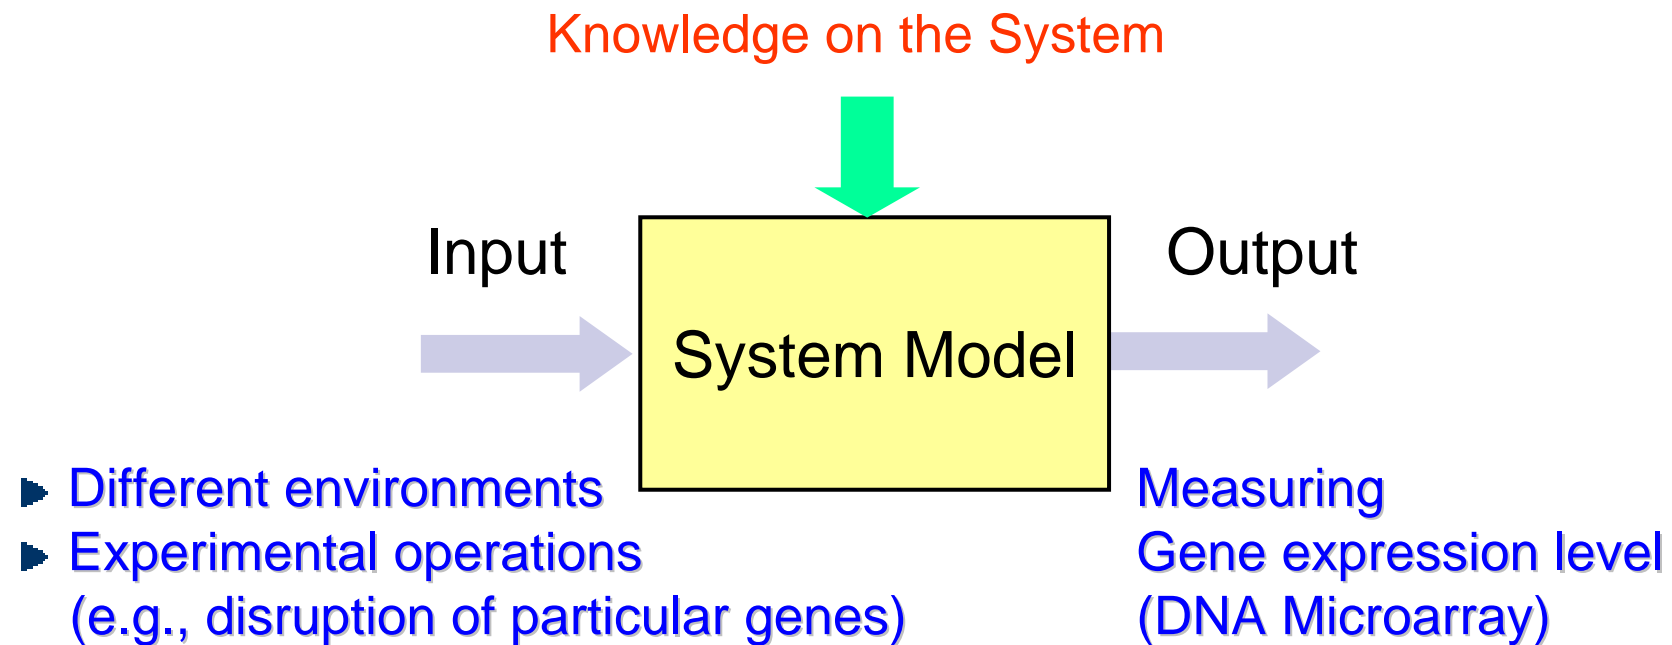 Knowledge on the System
Input
Output
System Model
Different environments
Experimental operations
(e.g., disruption of particular genes)
Measuring
Gene expression level
(DNA Microarray)